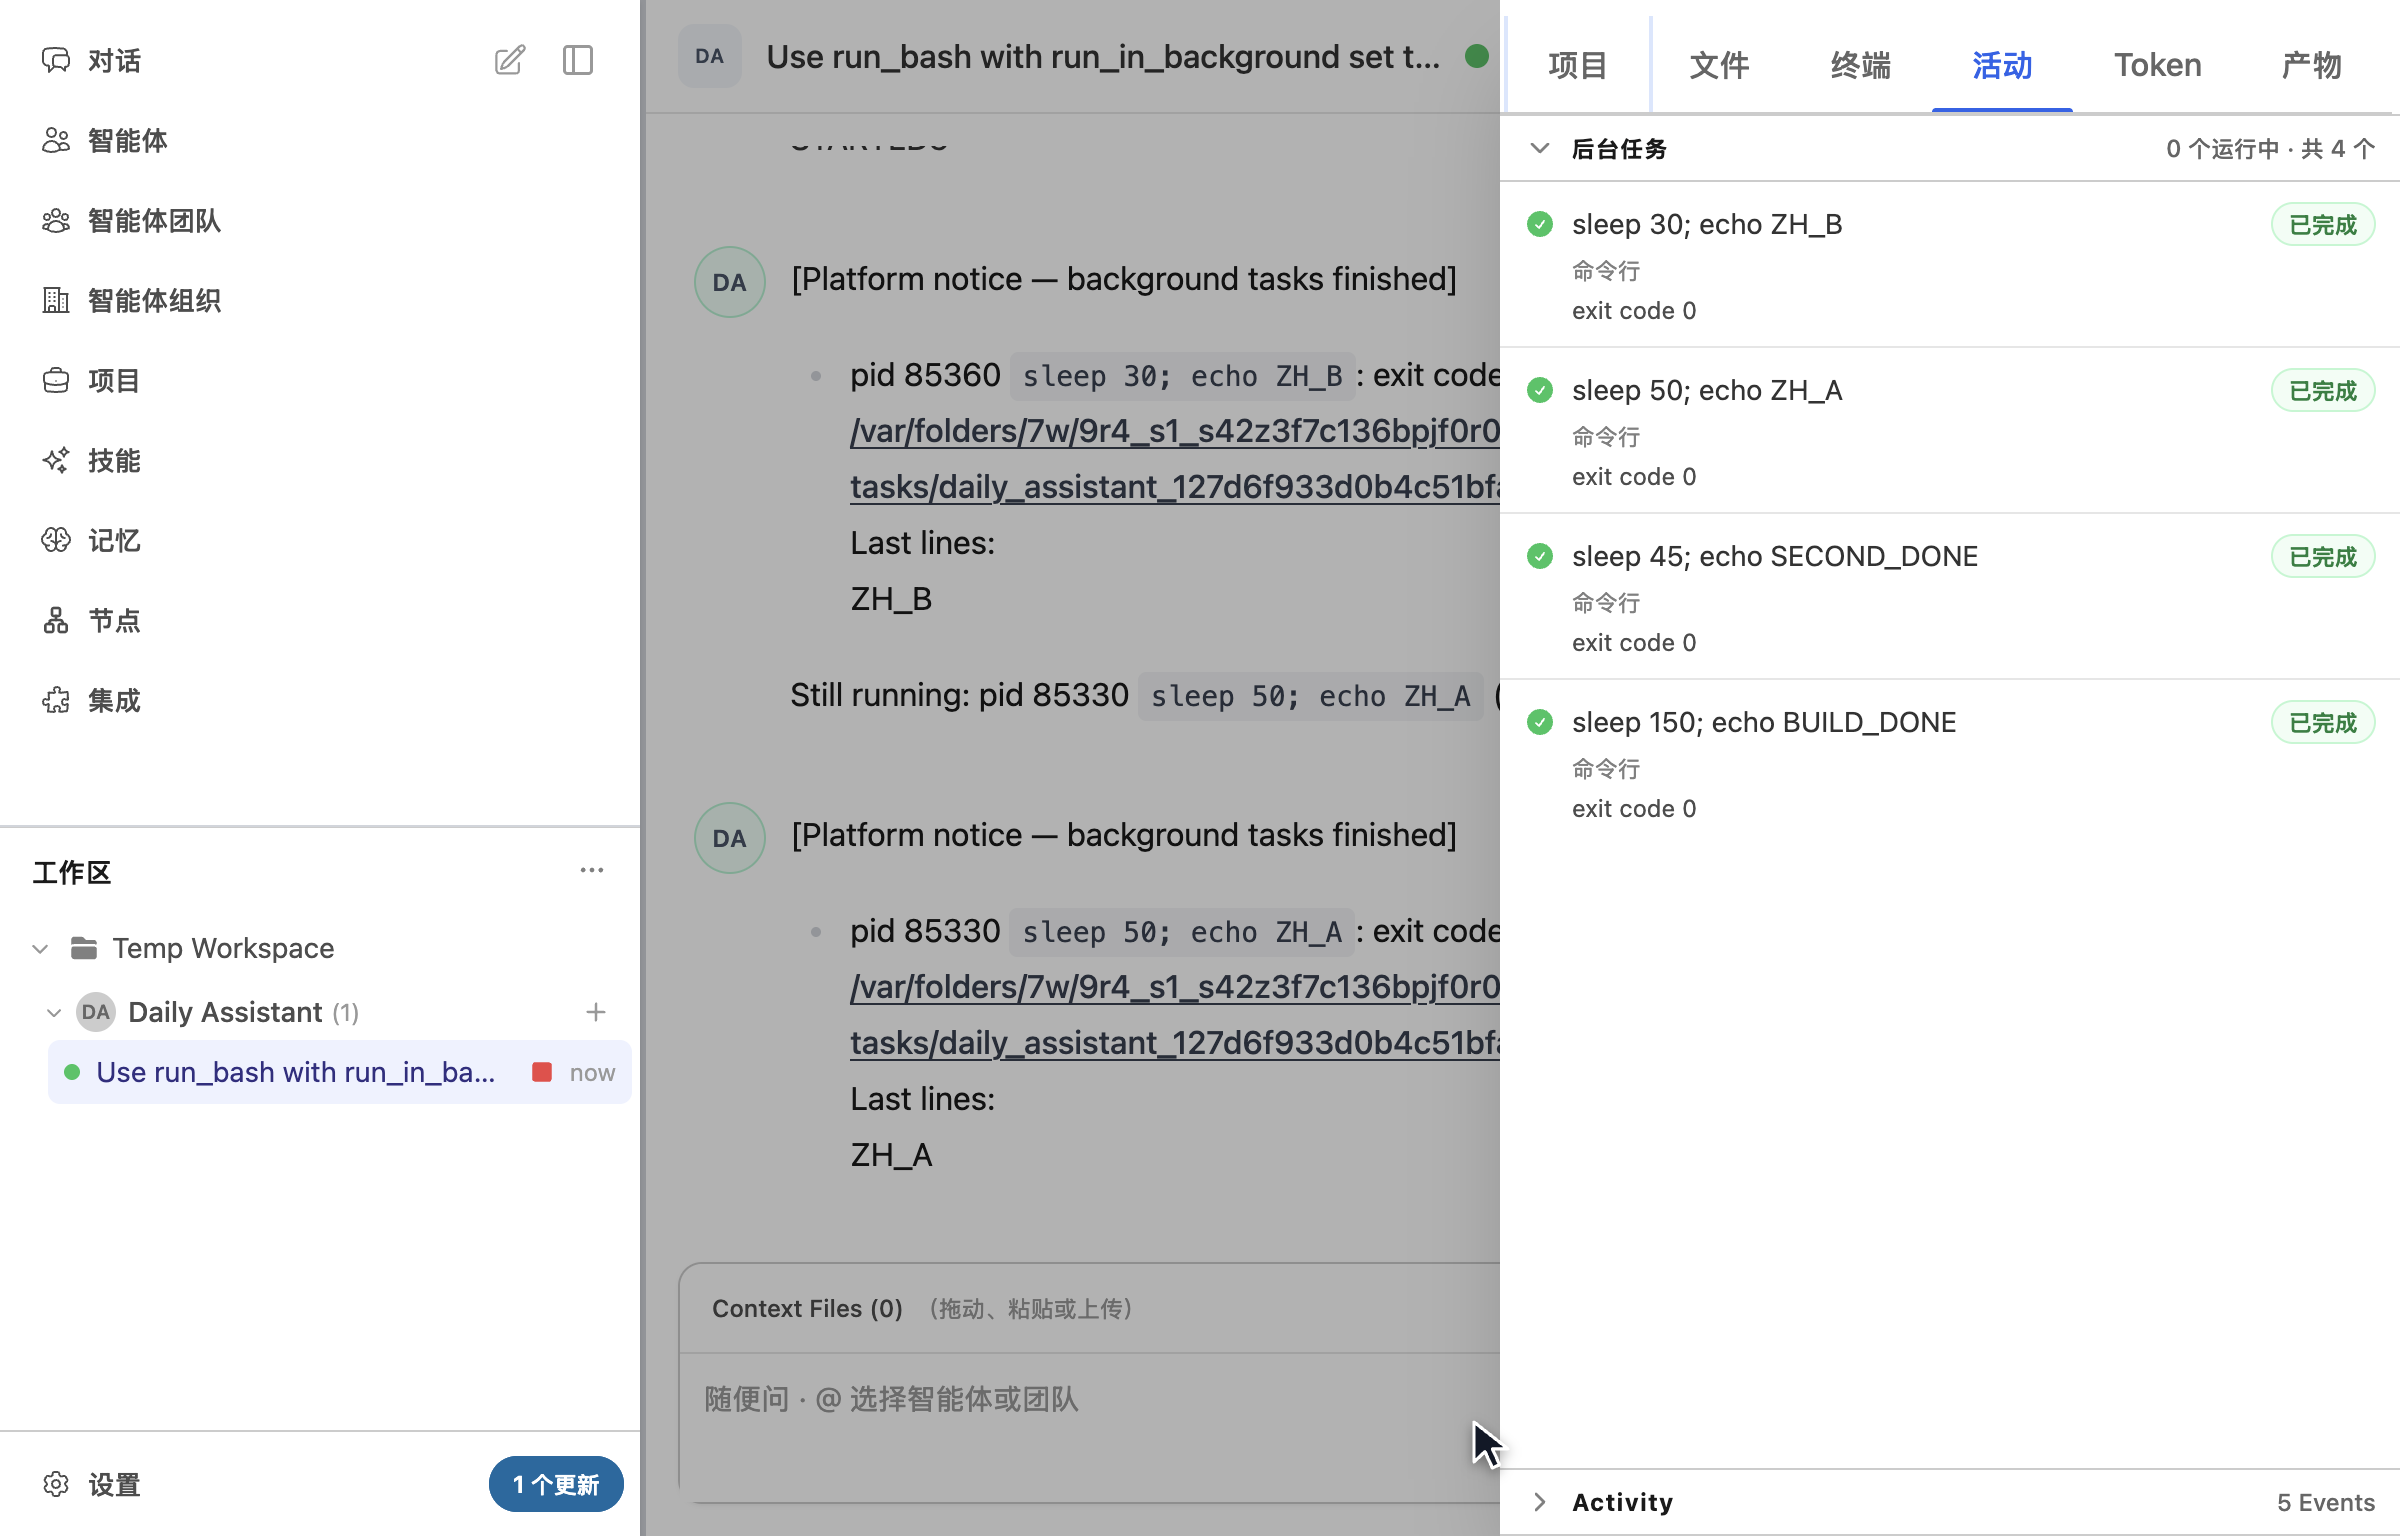 对话
智能体
智能体团队
智能体组织
项目
技能
记忆
节点
集成
工作区
Temp Workspace
DA Daily Assistant (1)
Use run_bash with run_in_ba... now
设置
1 个更新
DA Use run_bash with run_in_background set t...
DA [Platform notice — background tasks finished]
pid 85360 sleep 30; echo ZH_B : exit code
/var/folders/7w/9r4_s1_s42z3f7c136bpjf0r0
tasks/daily_assistant_127d6f933d0b4c51bf
Last lines:
ZH_B
Still running: pid 85330 sleep 50; echo ZH_A (
DA [Platform notice — background tasks finished]
pid 85330 sleep 50; echo ZH_A : exit code
/var/folders/7w/9r4_s1_s42z3f7c136bpjf0r0
tasks/daily_assistant_127d6f933d0b4c51bf
Last lines:
ZH_A
Context Files (0) （拖动、粘贴或上传）
随便问 · @ 选择智能体或团队
项目 文件 终端 活动 Token 产物
后台任务 0 个运行中 · 共 4 个
sleep 30; echo ZH_B 已完成
命令行
exit code 0
sleep 50; echo ZH_A 已完成
命令行
exit code 0
sleep 45; echo SECOND_DONE 已完成
命令行
exit code 0
sleep 150; echo BUILD_DONE 已完成
命令行
exit code 0
Activity 5 Events